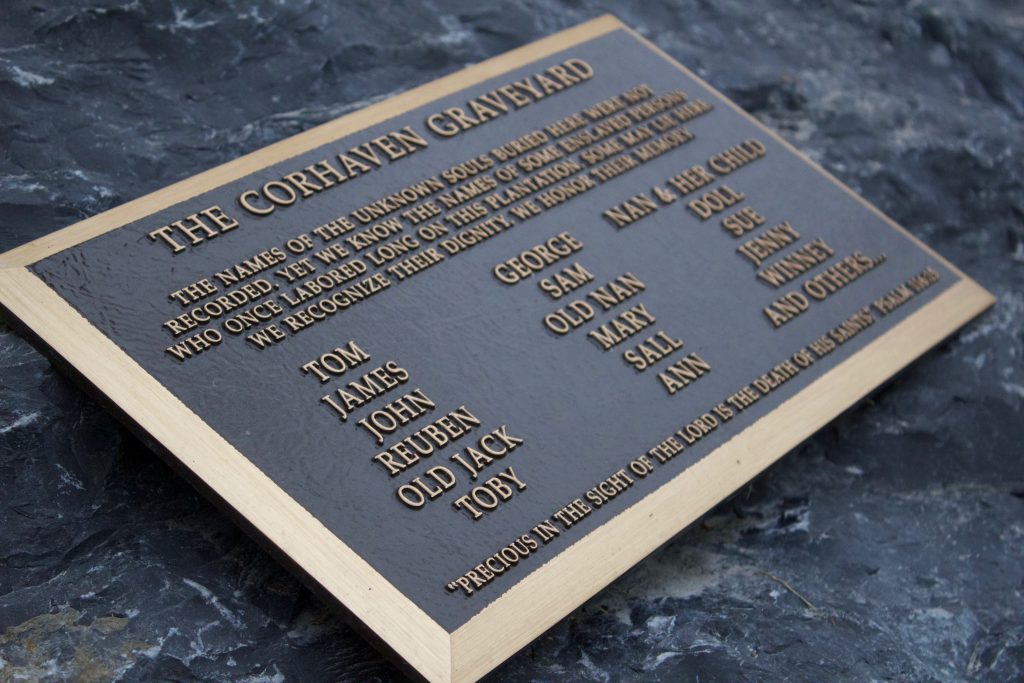 THE CORHAVEN GRAVEYARD
THE NAMES OF THE UNKNOWN SOULS BURIED HERE WERE NOT
RECORDED, YET WE KNOW THE NAMES OF SOME ENSLAVED PERSONS
WHO ONCE LABORED LONG ON THIS PLANTATION. SOME MAY BE HERE.
WE RECOGNIZE THEIR DIGNITY. WE HONOR THEIR MEMORY.
TOM
JAMES
JOHN
REUBEN
OLD JACK
TOBY
GEORGE
SAM
OLD NAN
MARY
SALL
ANN
NAN & HER CHILD
DOLL
SUE
JENNY
WINNEY
AND OTHERS...
"PRECIOUS IN THE SIGHT OF THE LORD IS THE DEATH OF HIS SAINTS" PSALM